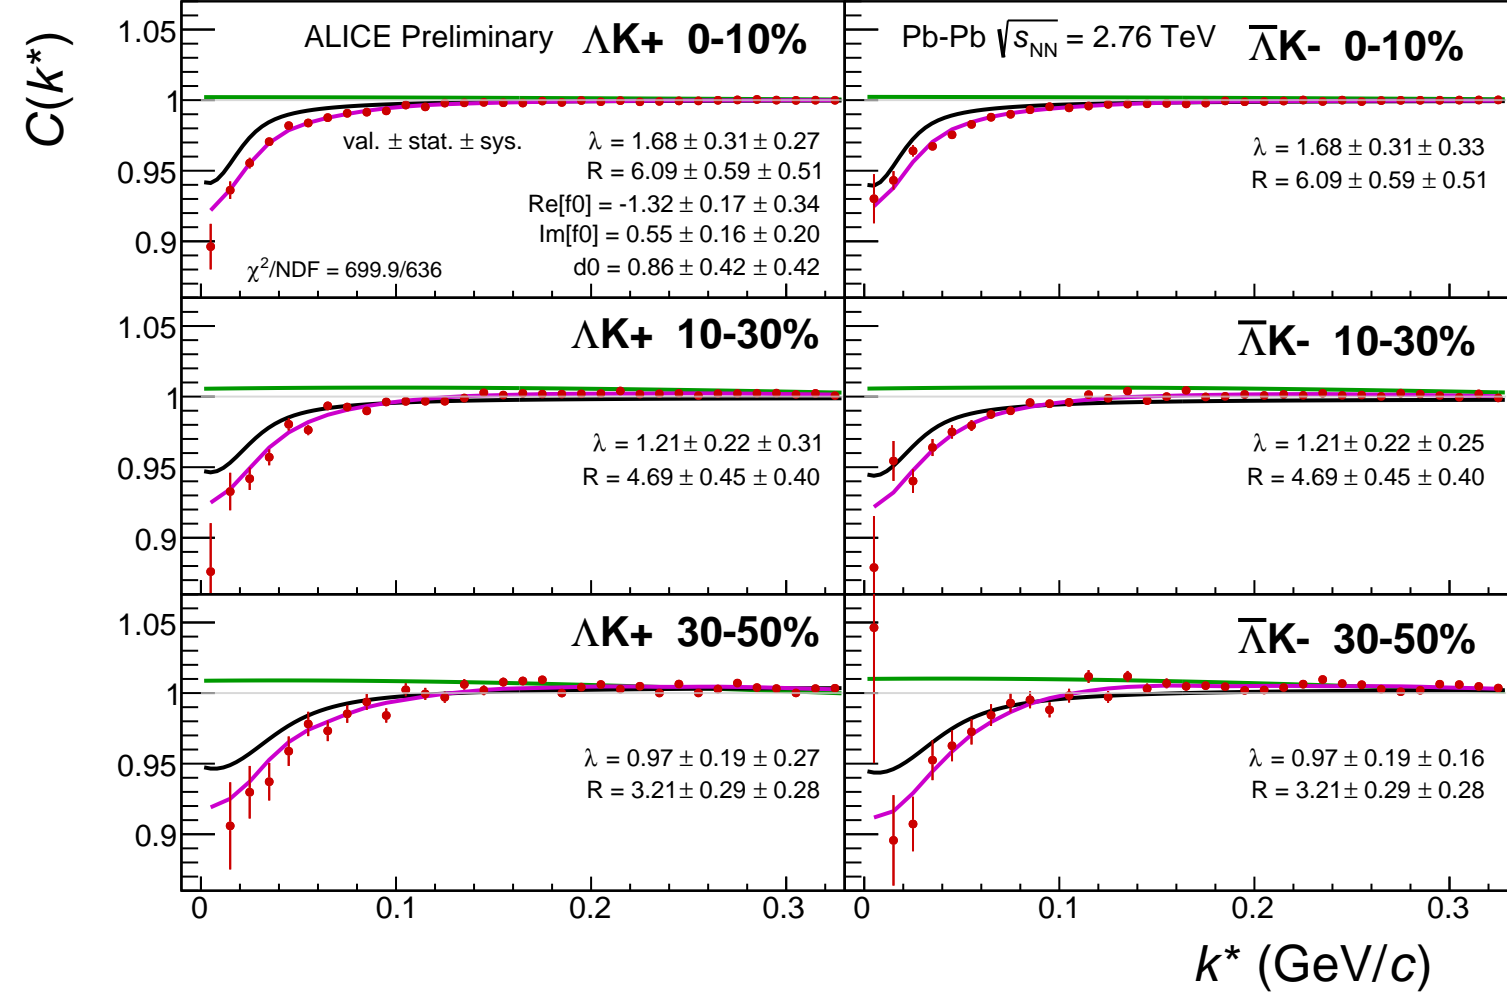 C(k*)
ALICE Preliminary ΛK+ 0-10%
1.05
1
0.95
0.9
val. ± stat. ± sys.
λ = 1.68 ± 0.31 ± 0.27
R = 6.09 ± 0.59 ± 0.51
Re[f0] = -1.32 ± 0.17 ± 0.34
Im[f0] = 0.55 ± 0.16 ± 0.20
d0 = 0.86 ± 0.42 ± 0.42
χ²/NDF = 699.9/636
Pb-Pb √s_NN = 2.76 TeV Λ̅K- 0-10%
λ = 1.68 ± 0.31 ± 0.33
R = 6.09 ± 0.59 ± 0.51
ΛK+ 10-30%
1.05
1
0.95
0.9
λ = 1.21 ± 0.22 ± 0.31
R = 4.69 ± 0.45 ± 0.40
Λ̅K- 10-30%
λ = 1.21 ± 0.22 ± 0.25
R = 4.69 ± 0.45 ± 0.40
ΛK+ 30-50%
1.05
1
0.95
0.9
λ = 0.97 ± 0.19 ± 0.27
R = 3.21 ± 0.29 ± 0.28
Λ̅K- 30-50%
λ = 0.97 ± 0.19 ± 0.16
R = 3.21 ± 0.29 ± 0.28
0 0.1 0.2 0.3 0 0.1 0.2 0.3
k* (GeV/c)